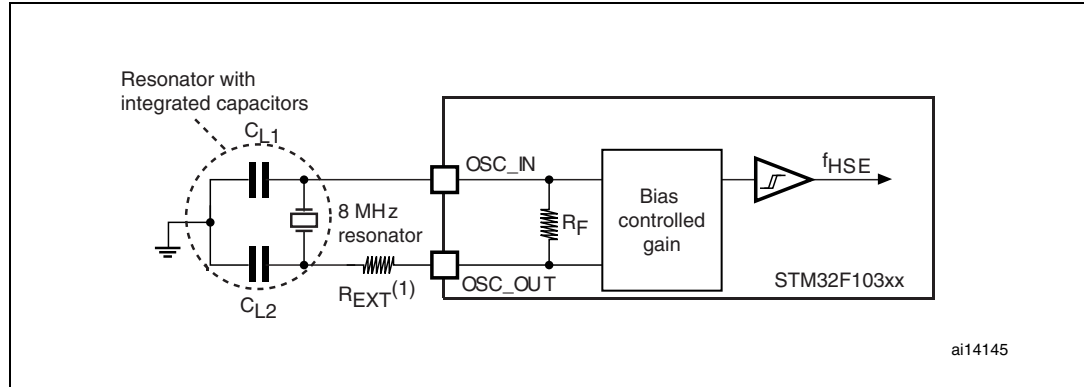 Resonator with
integrated capacitors
CL1
OSC_IN
fHSE
8 MHz
resonator
RF
Bias
controlled
gain
REXT(1)
OSC_OUT
STM32F103xx
CL2
ai14145